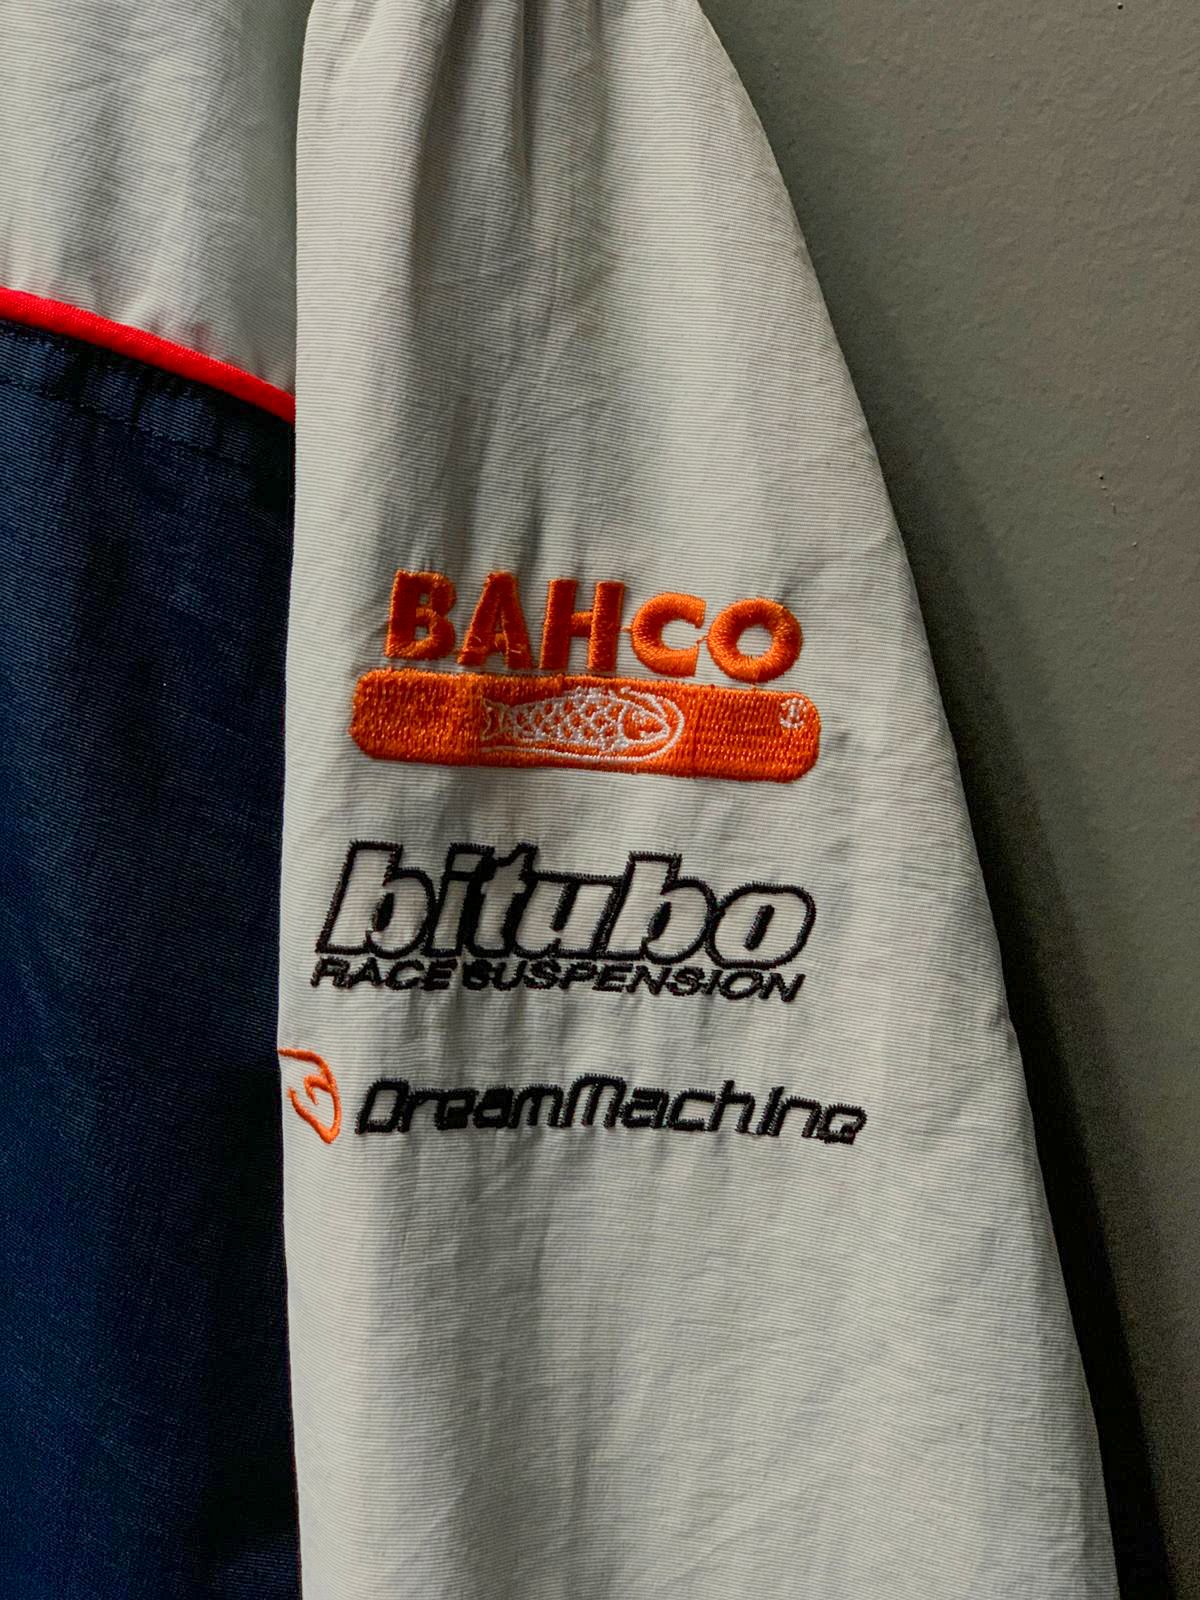 BAHCO
bitubo
RACE SUSPENSION
DreamMachine